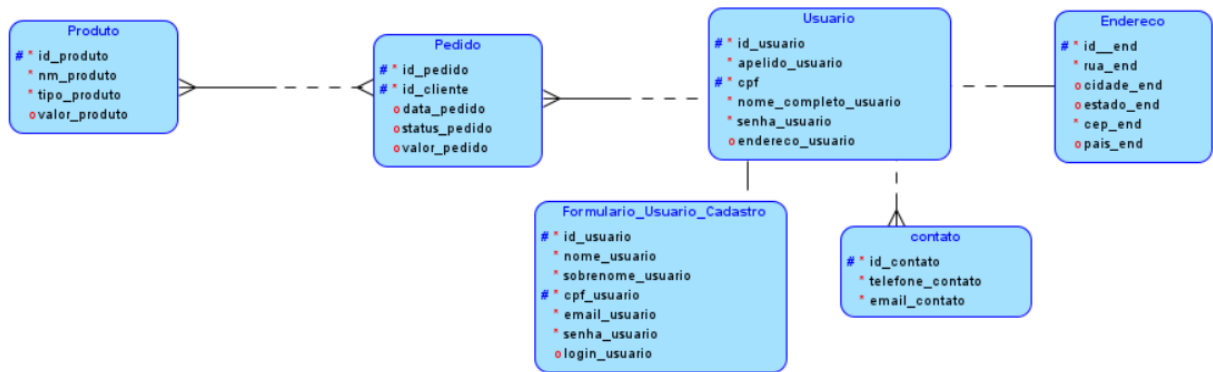 Produto
# * id_produto
* nm_produto
* tipo_produto
o valor_produto
Pedido
# * id_pedido
# * id_cliente
o data_pedido
o status_pedido
o valor_pedido
Usuario
# * id_usuario
* apelido_usuario
# * cpf
* nome_completo_usuario
* senha_usuario
o endereco_usuario
Endereco
# * id__end
* rua_end
o cidade_end
o estado_end
* cep_end
o pais_end
Formulario_Usuario_Cadastro
# * id_usuario
* nome_usuario
* sobrenome_usuario
# * cpf_usuario
* email_usuario
* senha_usuario
o login_usuario
contato
# * id_contato
* telefone_contato
* email_contato